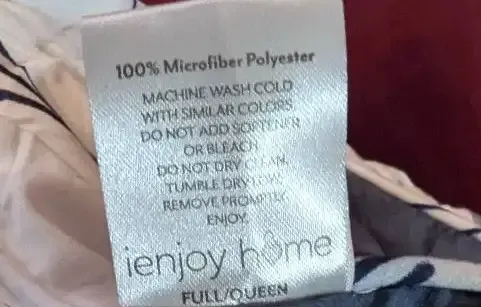 100% Microfiber Polyester
MACHINE WASH COLD
WITH SIMILAR COLORS
DO NOT ADD SOFTENER
OR BLEACH
DO NOT DRY CLEAN.
TUMBLE DRY LOW.
REMOVE PROMPTLY.
ENJOY.
ienjoy home
FULL/QUEEN